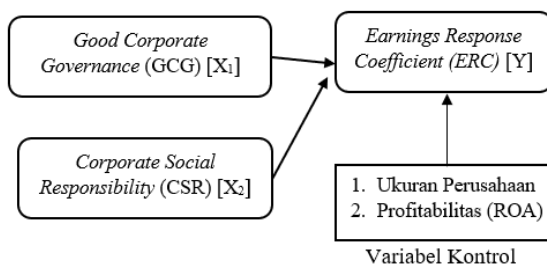 Good Corporate
Governance (GCG) [X₁]
Earnings Response
Coefficient (ERC) [Y]
Corporate Social
Responsibility (CSR) [X₂]
1. Ukuran Perusahaan
2. Profitabilitas (ROA)
Variabel Kontrol